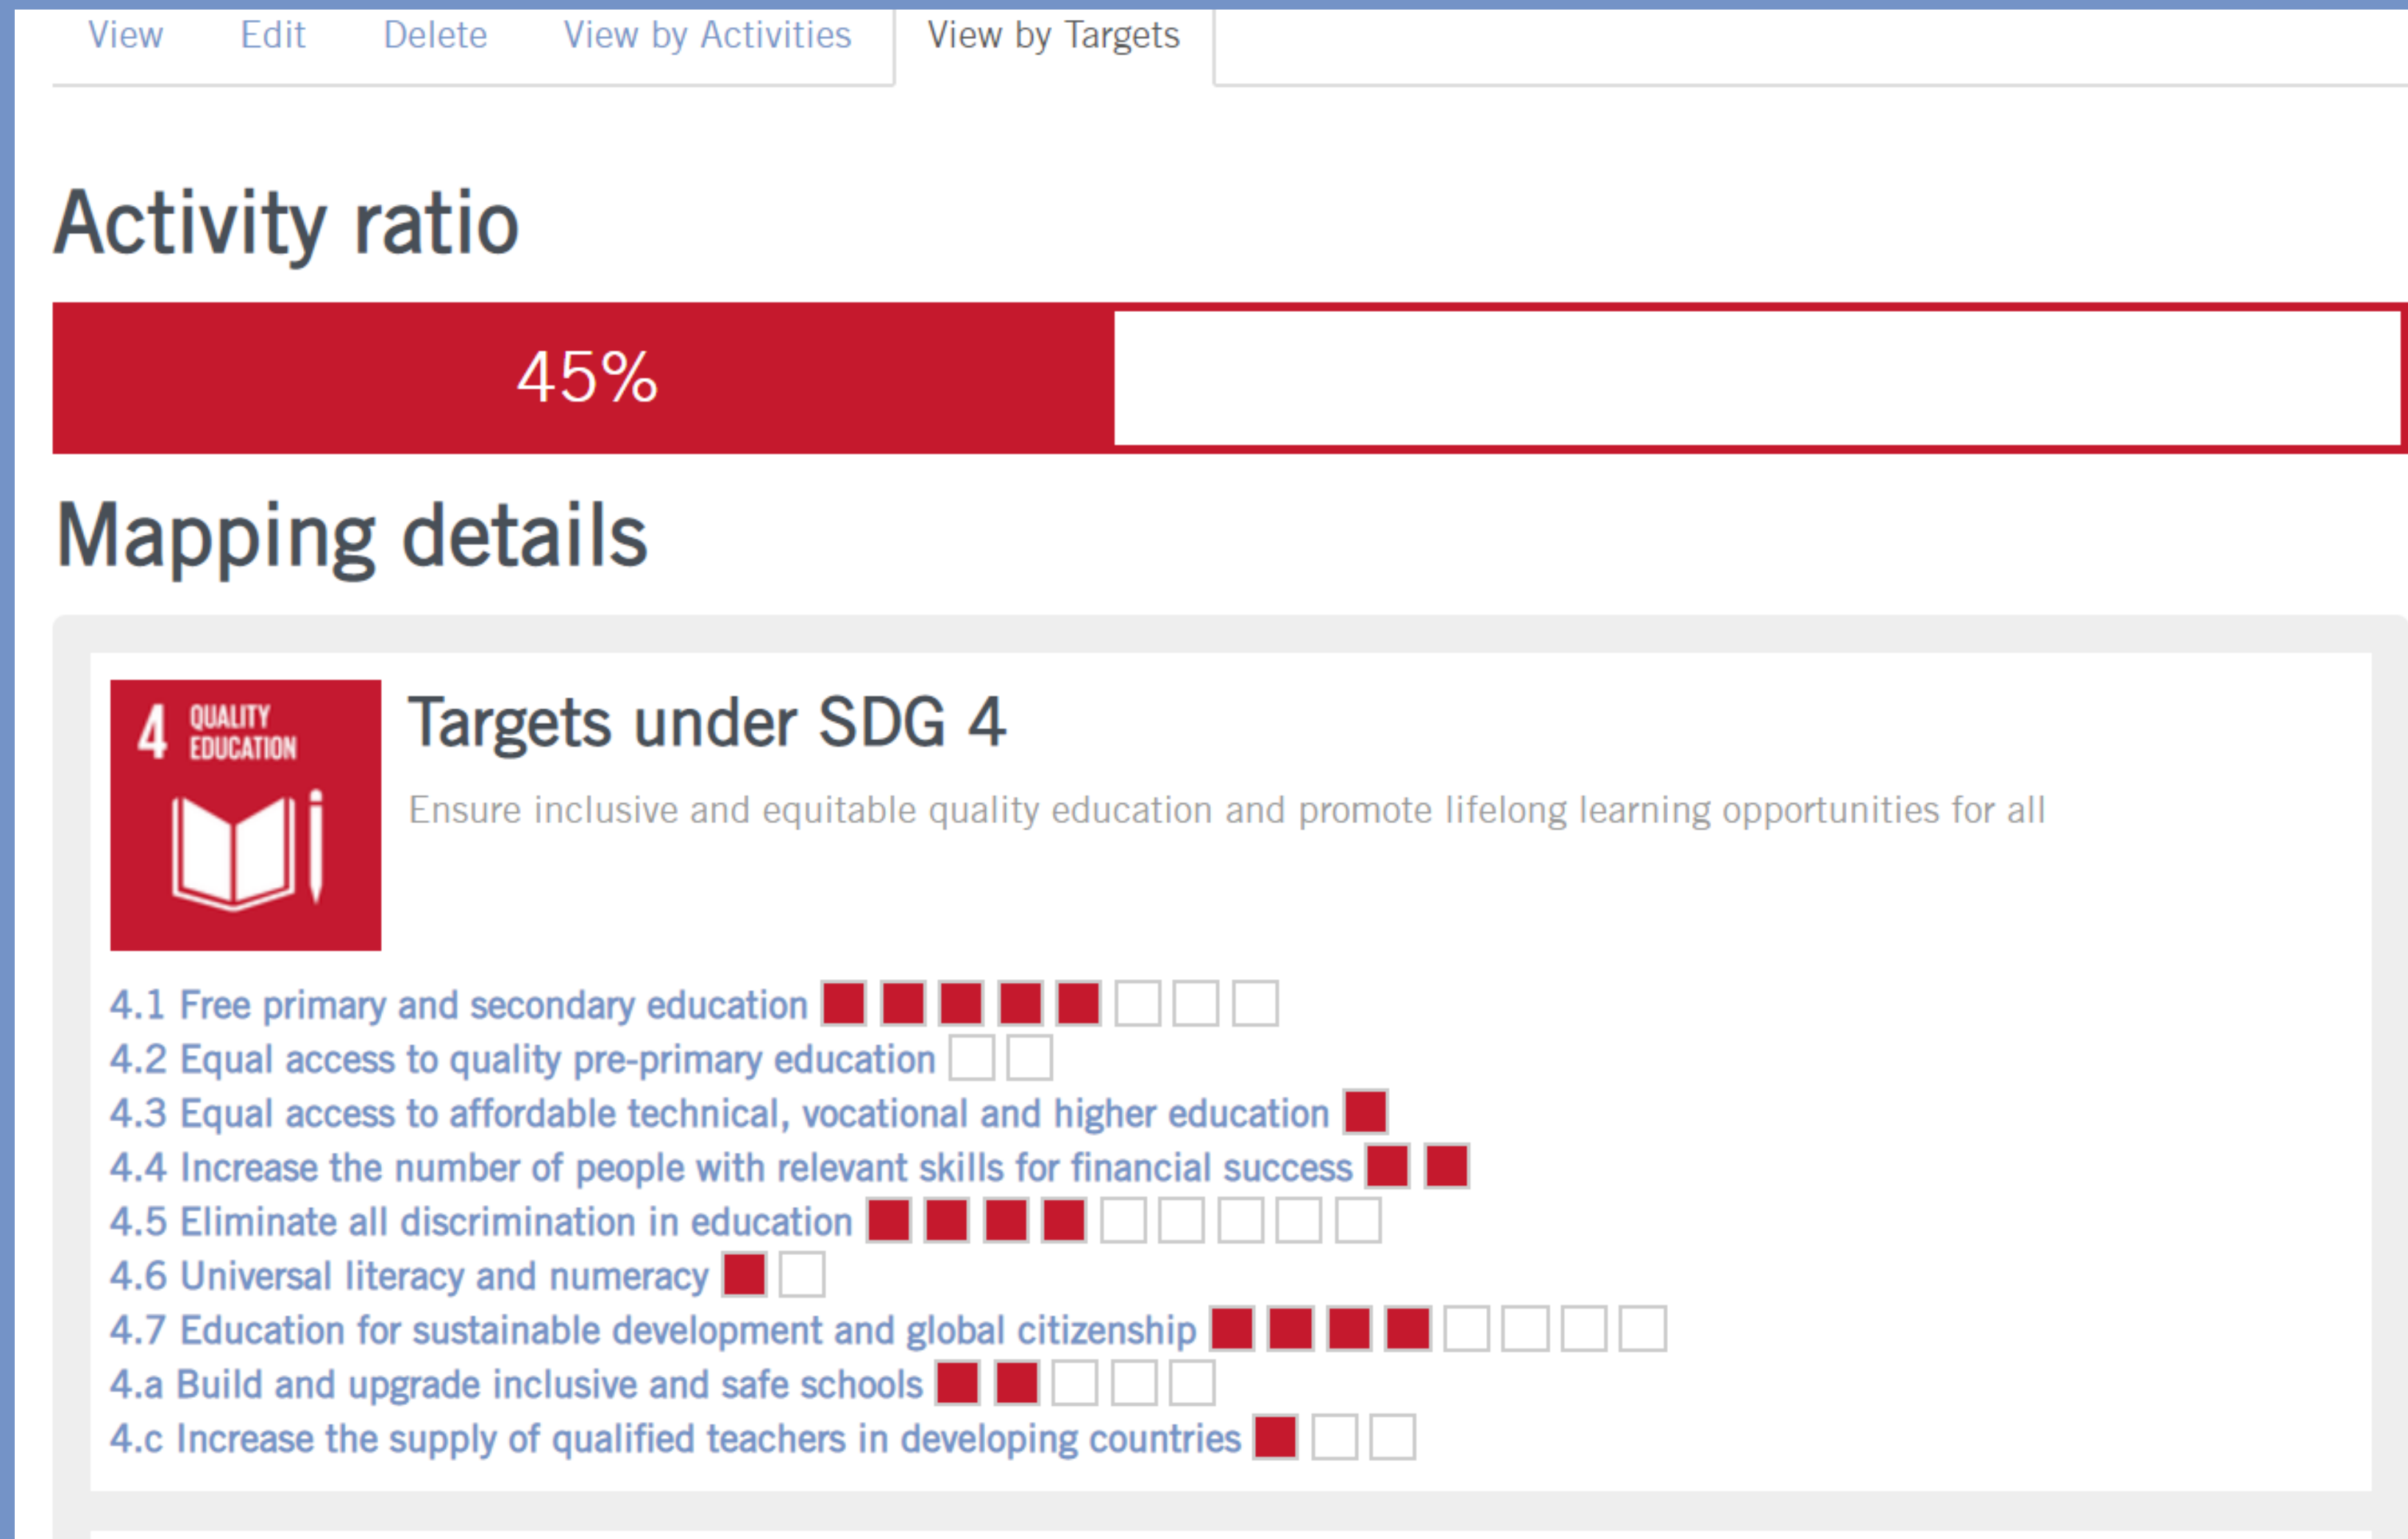 View Edit Delete View by Activities View by Targets
Activity ratio
45%
Mapping details
4 QUALITY
EDUCATION
Targets under SDG 4
Ensure inclusive and equitable quality education and promote lifelong learning opportunities for all
4.1 Free primary and secondary education
4.2 Equal access to quality pre-primary education
4.3 Equal access to affordable technical, vocational and higher education
4.4 Increase the number of people with relevant skills for financial success
4.5 Eliminate all discrimination in education
4.6 Universal literacy and numeracy
4.7 Education for sustainable development and global citizenship
4.a Build and upgrade inclusive and safe schools
4.c Increase the supply of qualified teachers in developing countries